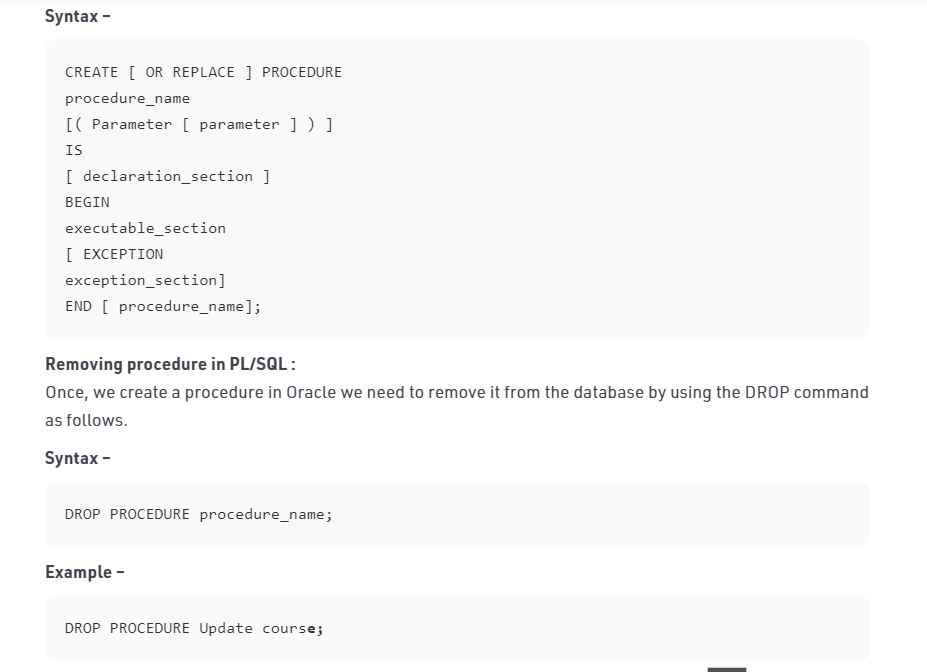 Syntax –
CREATE [ OR REPLACE ] PROCEDURE
procedure_name
[( Parameter [ parameter ] ) ]
IS
[ declaration_section ]
BEGIN
executable_section
[ EXCEPTION
exception_section]
END [ procedure_name];
Removing procedure in PL/SQL :
Once, we create a procedure in Oracle we need to remove it from the database by using the DROP command
as follows.
Syntax –
DROP PROCEDURE procedure_name;
Example –
DROP PROCEDURE Update course;